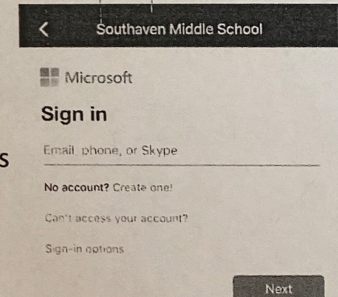 Southaven Middle School
Microsoft
Sign in
Email, phone, or Skype
s
No account? Create one!
Can't access your account?
Sign-in options
Next